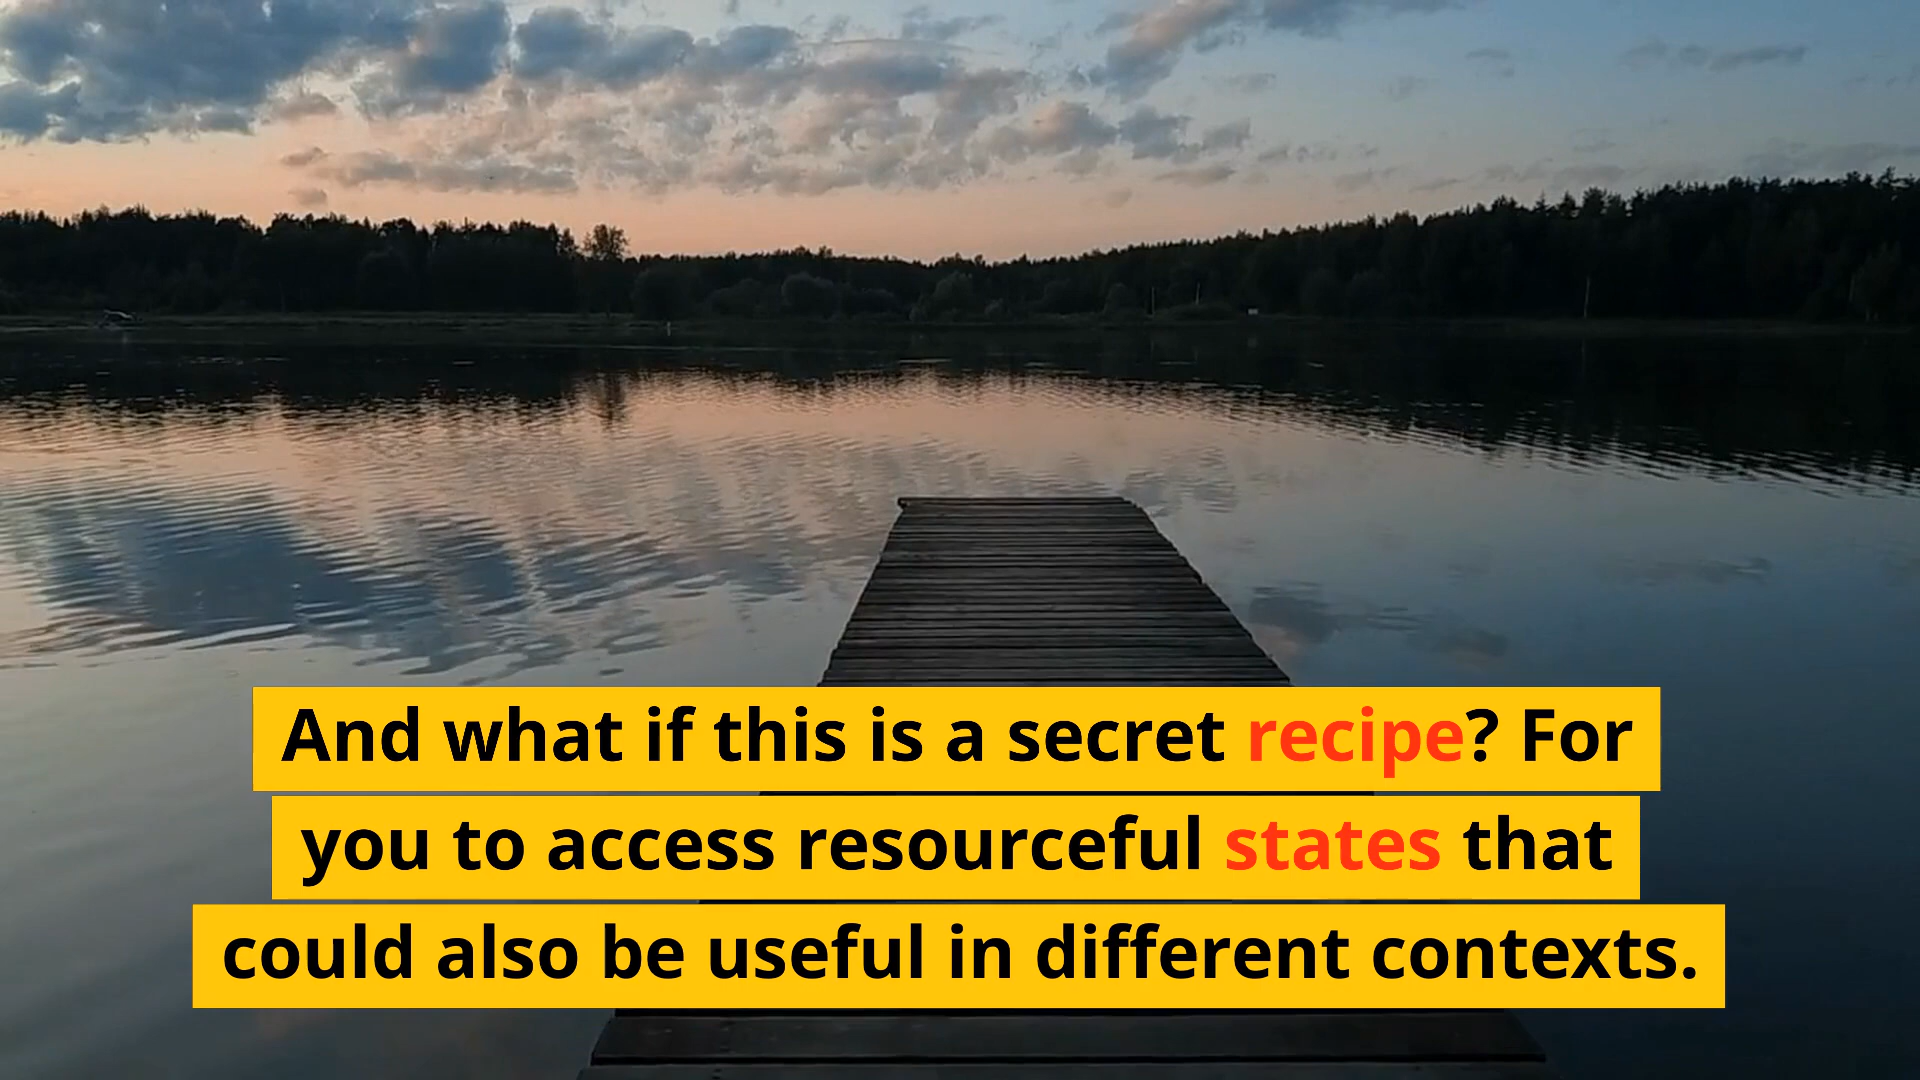 And what if this is a secret recipe? For
you to access resourceful states that
could also be useful in different contexts.